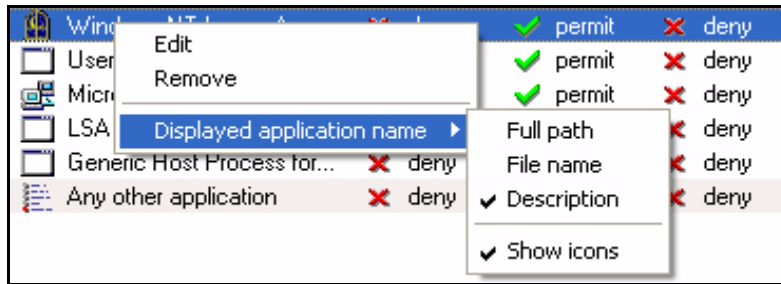 permit deny
Edit
User permit deny
Remove
permit deny
LSA Displayed application name Full path deny
Generic Host Process for... deny File name deny
Any other application deny Description deny
Show icons